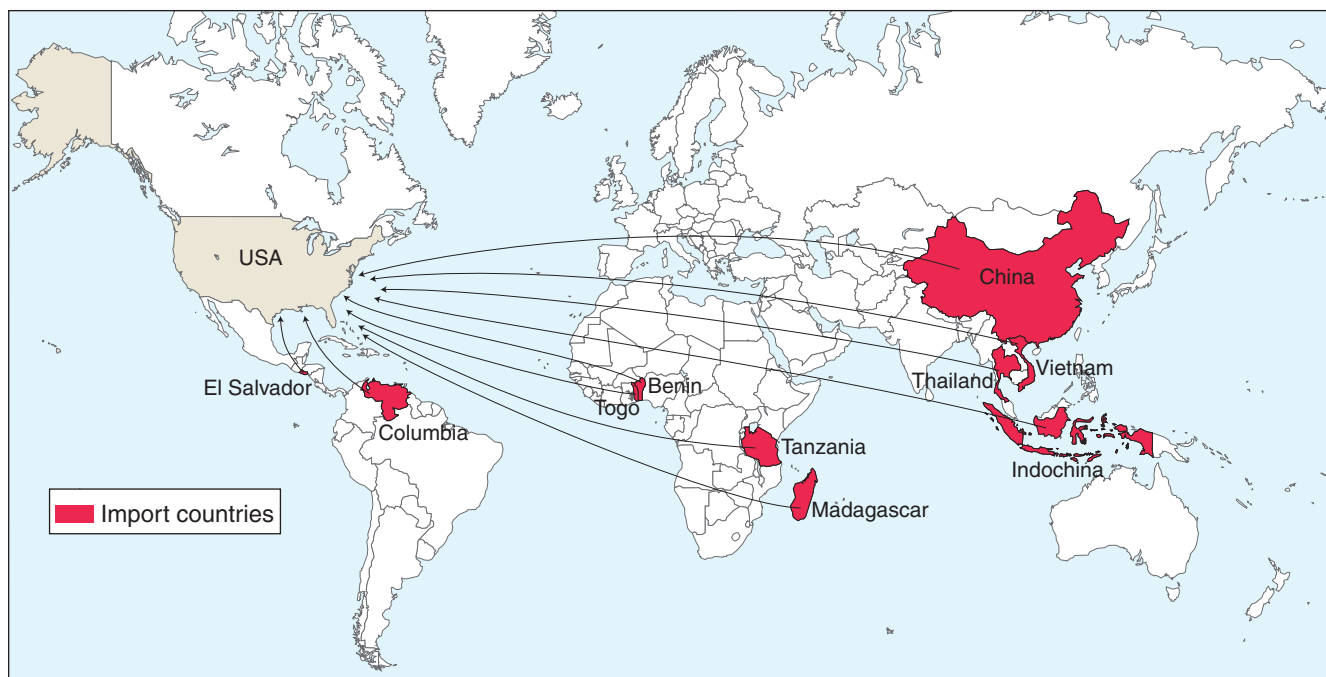 USA
China
Vietnam
Thailand
El Salvador
Benin
Togo
Columbia
Tanzania
Indochina
Madagascar
Import countries